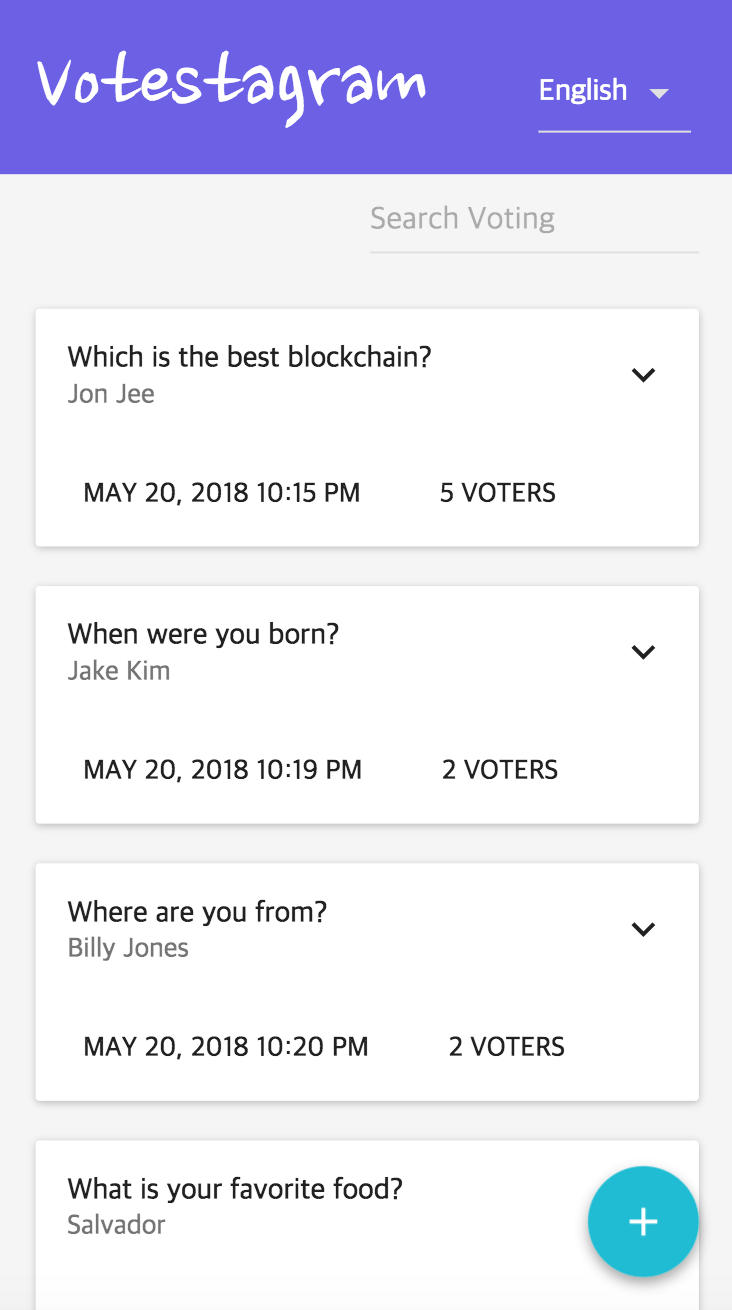 Votestagram
English
Search Voting
Which is the best blockchain?
Jon Jee
MAY 20, 2018 10:15 PM 5 VOTERS
When were you born?
Jake Kim
MAY 20, 2018 10:19 PM 2 VOTERS
Where are you from?
Billy Jones
MAY 20, 2018 10:20 PM 2 VOTERS
What is your favorite food?
Salvador